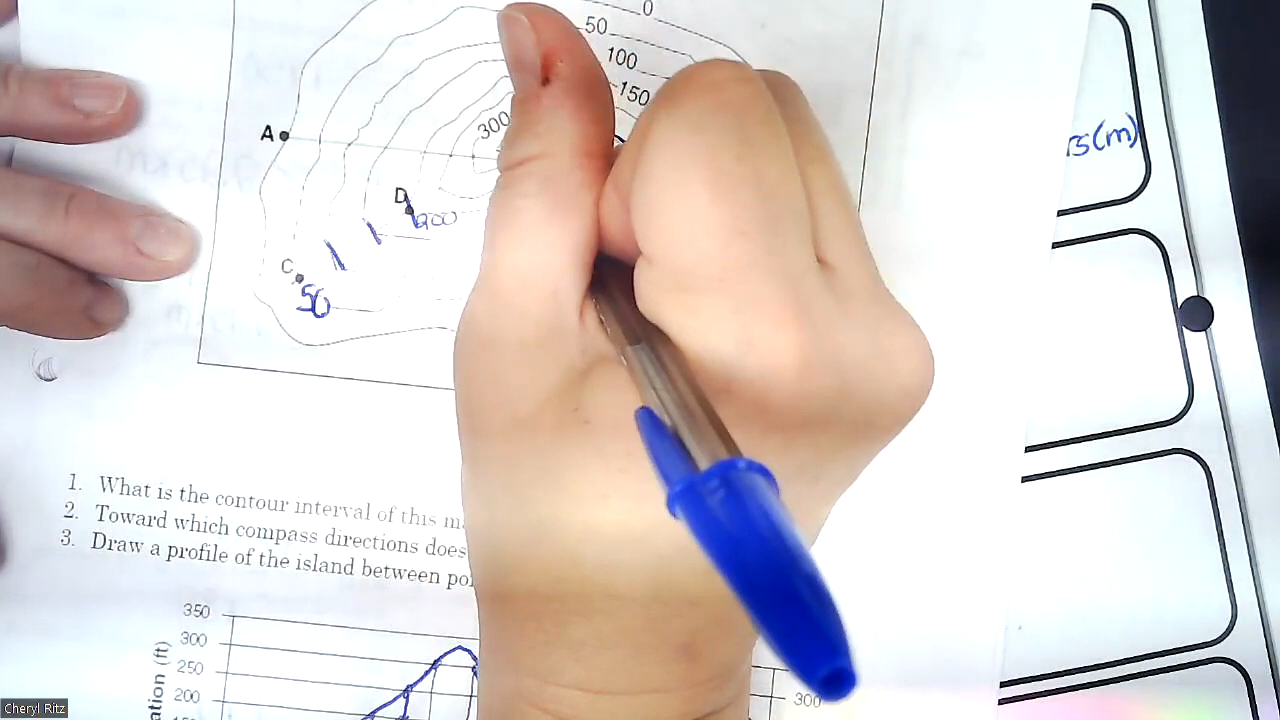 0
50
100
150
300
A
D
200
C
50
rs(m)
1. What is the contour interval of this
2. Toward which compass directions does
3. Draw a profile of the island between
350
300
250
200
ation (ft)
300
Cheryl Ritz